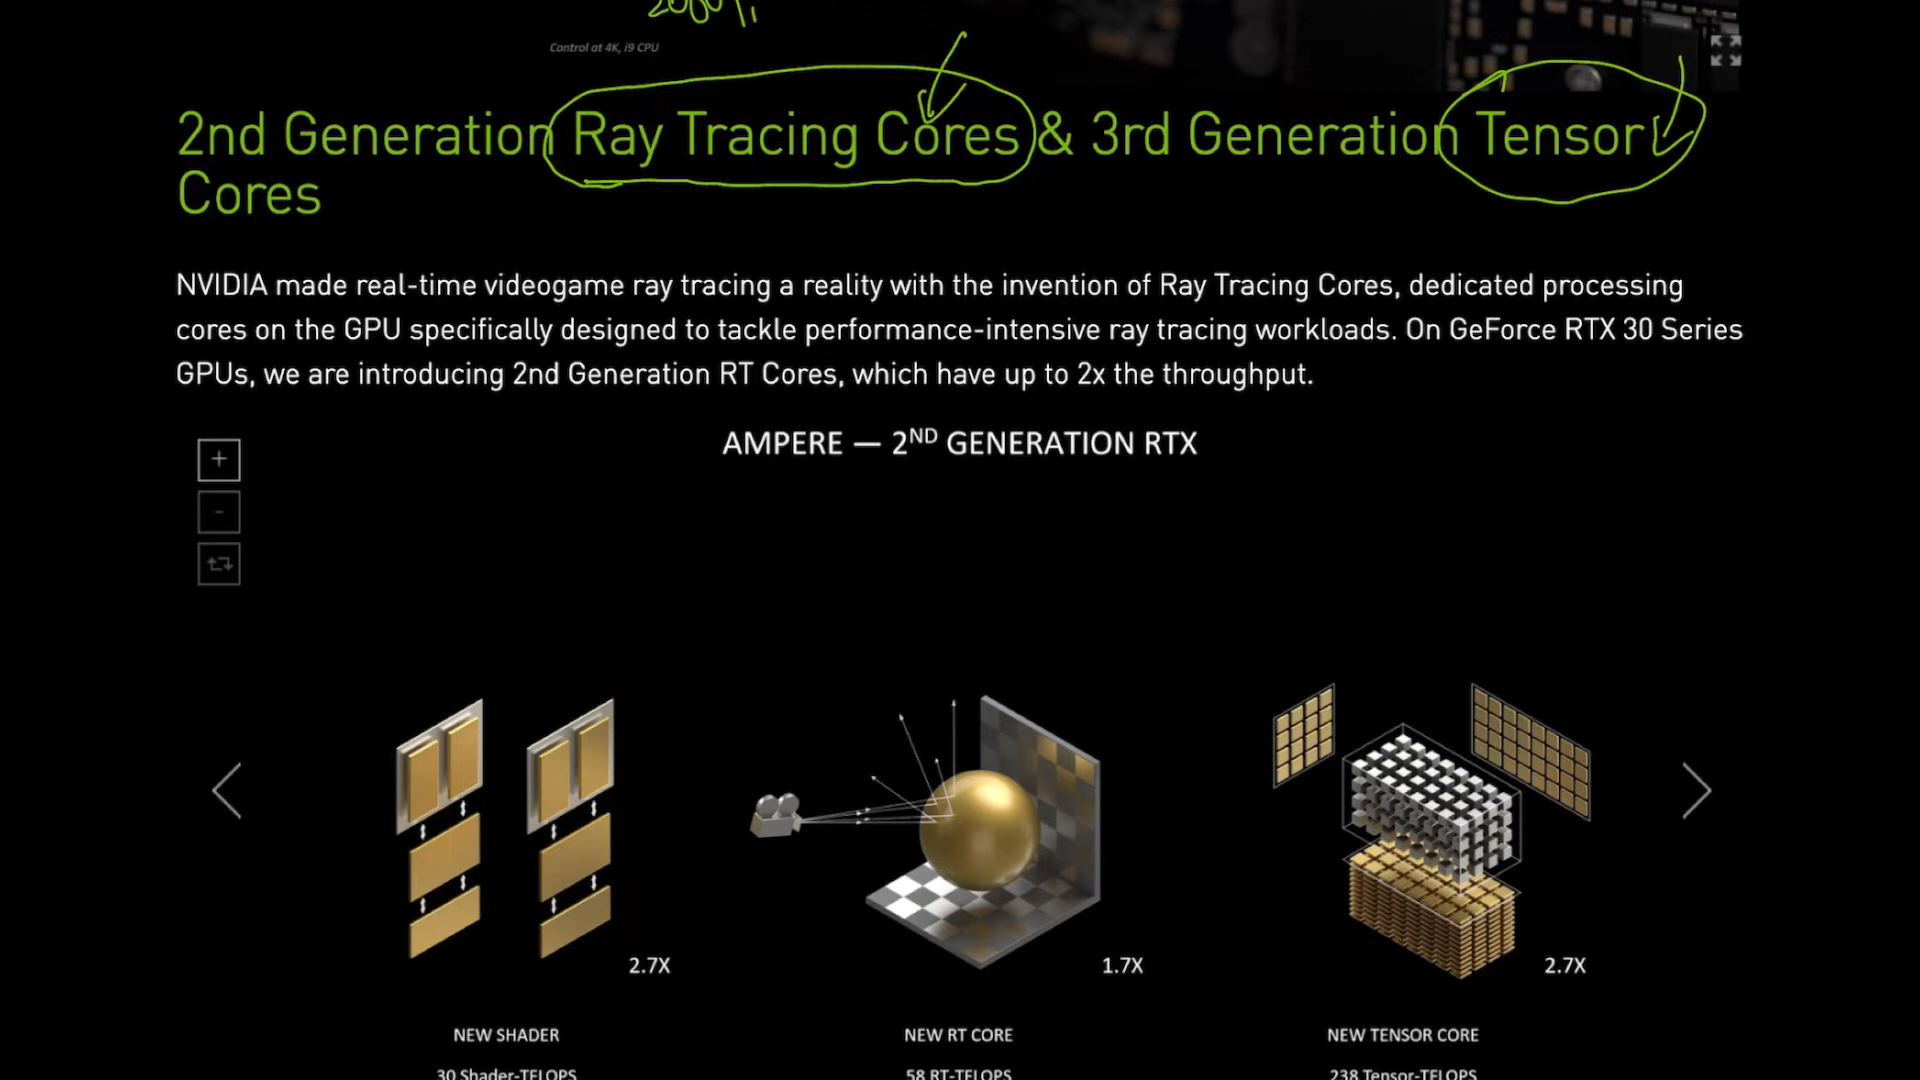 Control at 4K, i9 CPU
2nd Generation Ray Tracing Cores & 3rd Generation Tensor
Cores
NVIDIA made real-time videogame ray tracing a reality with the invention of Ray Tracing Cores, dedicated processing
cores on the GPU specifically designed to tackle performance-intensive ray tracing workloads. On GeForce RTX 30 Series
GPUs, we are introducing 2nd Generation RT Cores, which have up to 2x the throughput.
AMPERE — 2ND GENERATION RTX
+
-
2.7X
1.7X
2.7X
NEW SHADER
NEW RT CORE
NEW TENSOR CORE
30 Shader-TFLOPS
58 RT-TFLOPS
238 Tensor-TFLOPS